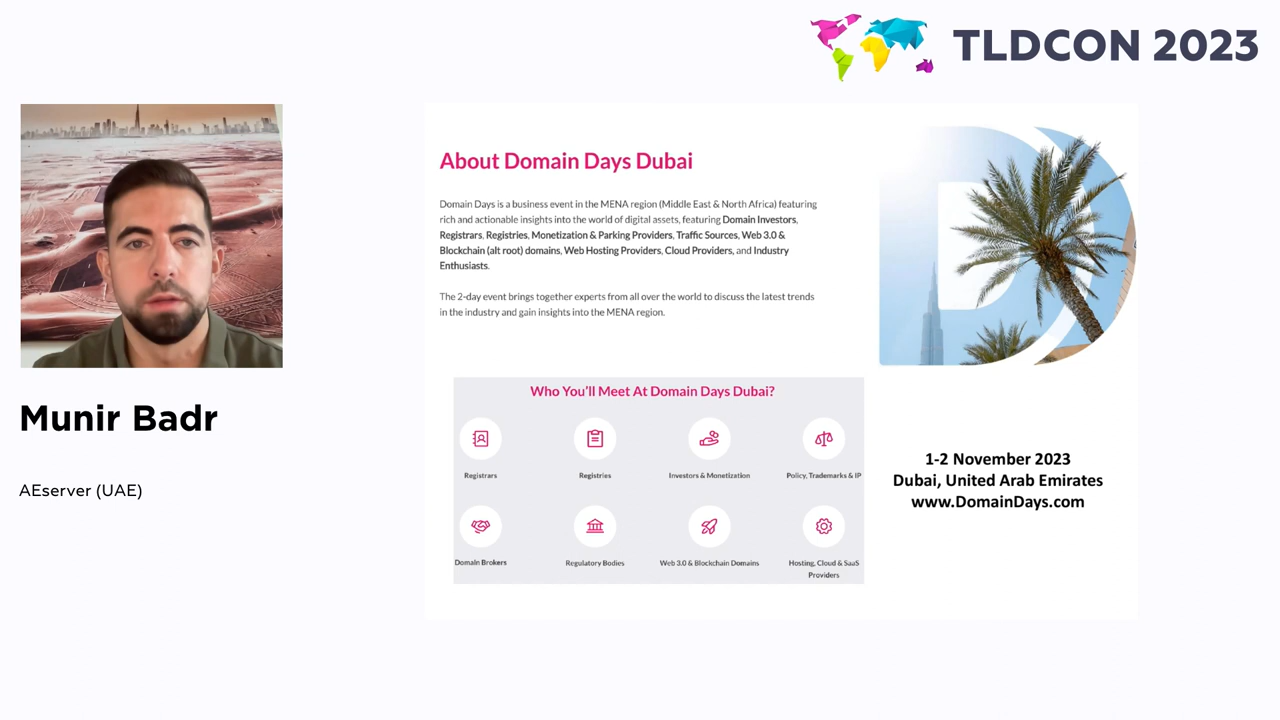 TLDCON 2023
Munir Badr
AEserver (UAE)
About Domain Days Dubai
Domain Days is a business event in the MENA region (Middle East & North Africa) featuring
rich and actionable insights into the world of digital assets, featuring Domain Investors,
Registrars, Registries, Monetization & Parking Providers, Traffic Sources, Web 3.0 &
Blockchain (alt root) domains, Web Hosting Providers, Cloud Providers, and Industry
Enthusiasts.
The 2-day event brings together experts from all over the world to discuss the latest trends
in the industry and gain insights into the MENA region.
Who You'll Meet At Domain Days Dubai?
Registrars
Registries
Investors & Monetization
Policy, Trademarks & IP
Domain Brokers
Regulatory Bodies
Web 3.0 & Blockchain Domains
Hosting, Cloud & SaaS
Providers
1-2 November 2023
Dubai, United Arab Emirates
www.DomainDays.com